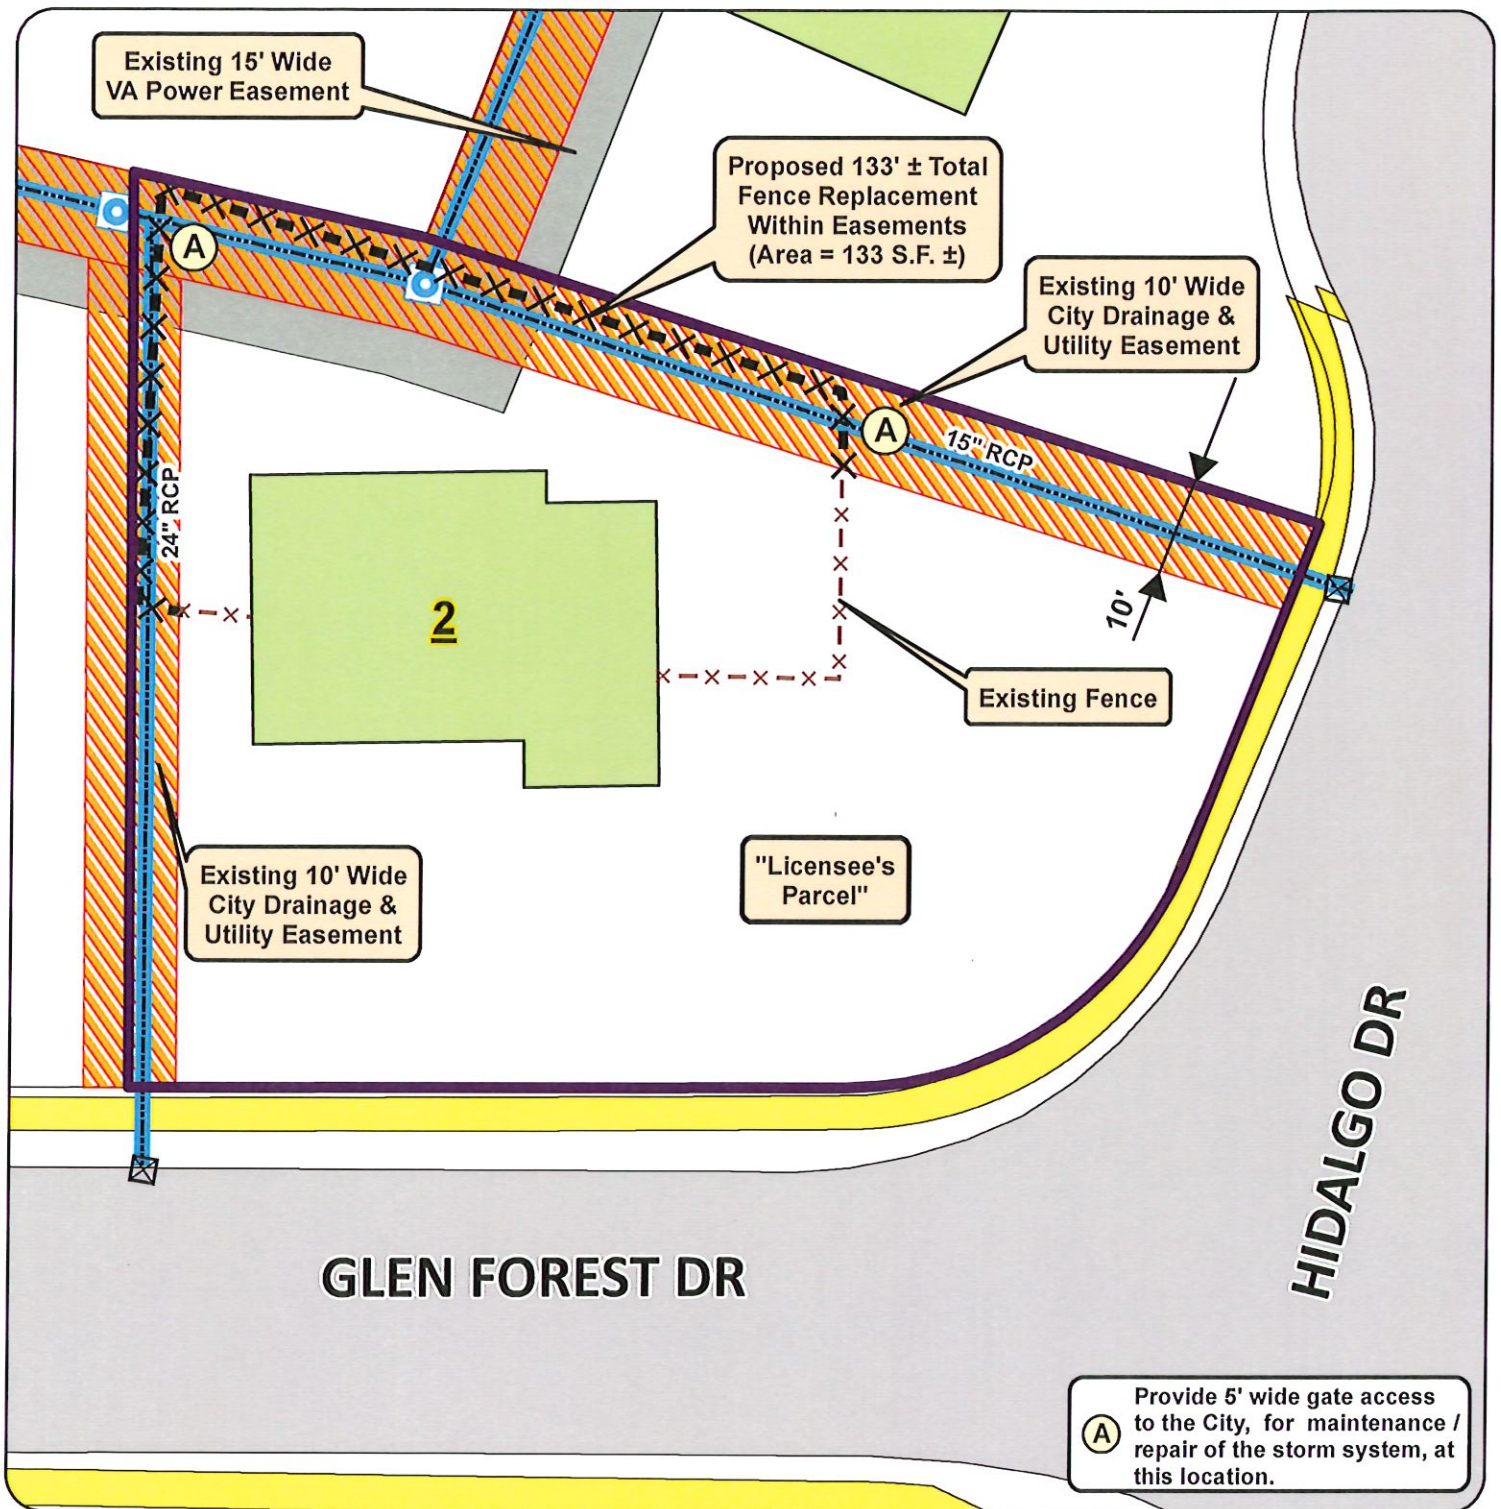 Existing 15' Wide
VA Power Easement
Proposed 133' ± Total
Fence Replacement
Within Easements
(Area = 133 S.F. ±)
Existing 10' Wide
City Drainage &
Utility Easement
A
A
15" RCP
24" RCP
10'
2
Existing Fence
"Licensee's
Parcel"
Existing 10' Wide
City Drainage &
Utility Easement
HIDALGO DR
GLEN FOREST DR
A
Provide 5' wide gate access
to the City, for maintenance /
repair of the storm system, at
this location.